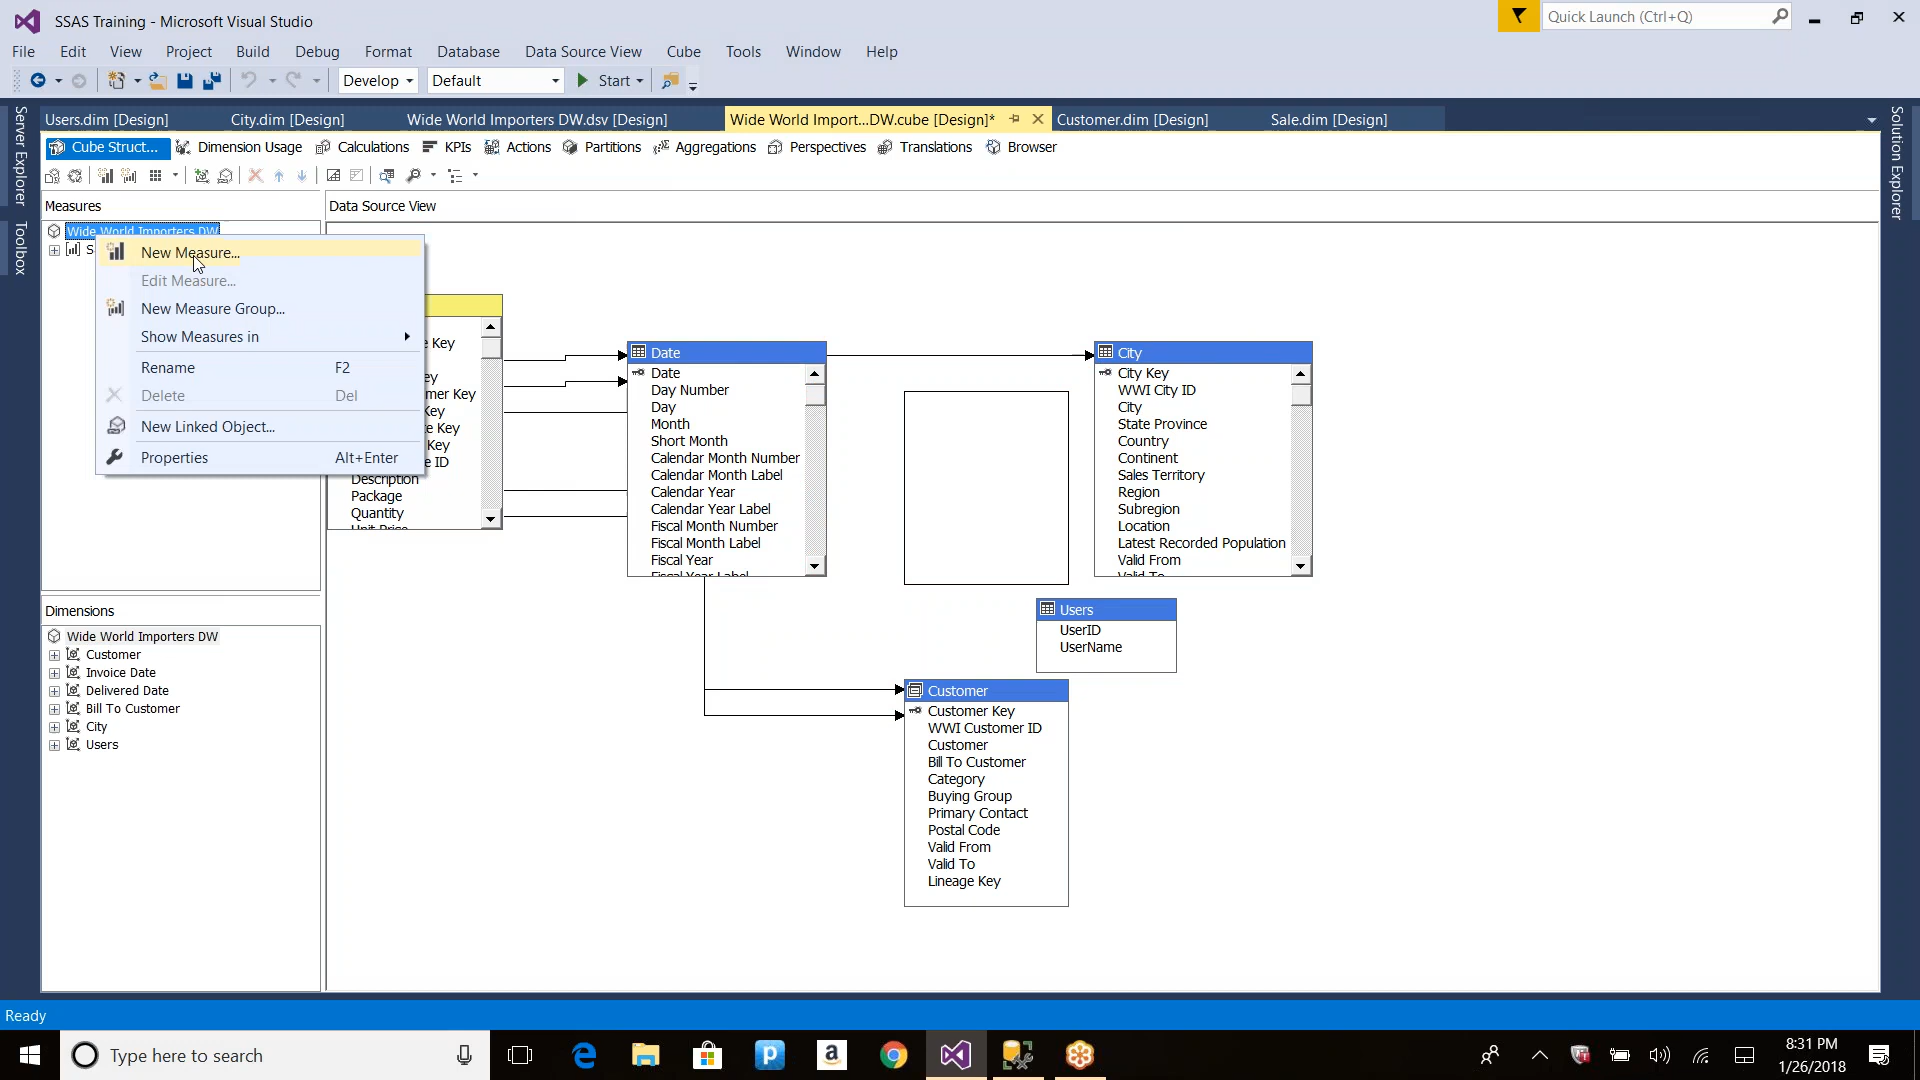 SSAS Training - Microsoft Visual Studio
Quick Launch (Ctrl+Q)
File Edit View Project Build Debug Format Database Data Source View Cube Tools Window Help
Develop Default Start
Server Explorer
Toolbox
Solution Explorer
Users.dim [Design] City.dim [Design] Wide World Importers DW.dsv [Design] Wide World Import...DW.cube [Design]* Customer.dim [Design] Sale.dim [Design]
Cube Struct... Dimension Usage Calculations KPIs Actions Partitions Aggregations Perspectives Translations Browser
Measures
Wide World Importers DW
S
New Measure...
Edit Measure...
New Measure Group...
Show Measures in
Rename F2
Delete Del
New Linked Object...
Properties Alt+Enter
Dimensions
Wide World Importers DW
Customer
Invoice Date
Delivered Date
Bill To Customer
City
Users
Data Source View
e Key
ey
mer Key
Key
e Key
Key
e ID
Description
Package
Quantity
Unit Price
Date
Date
Day Number
Day
Month
Short Month
Calendar Month Number
Calendar Month Label
Calendar Year
Calendar Year Label
Fiscal Month Number
Fiscal Month Label
Fiscal Year
Fiscal Year Label
City
City Key
WWI City ID
City
State Province
Country
Continent
Sales Territory
Region
Subregion
Location
Latest Recorded Population
Valid From
Valid To
Users
UserID
UserName
Customer
Customer Key
WWI Customer ID
Customer
Bill To Customer
Category
Buying Group
Primary Contact
Postal Code
Valid From
Valid To
Lineage Key
Ready
Type here to search
8:31 PM
1/26/2018